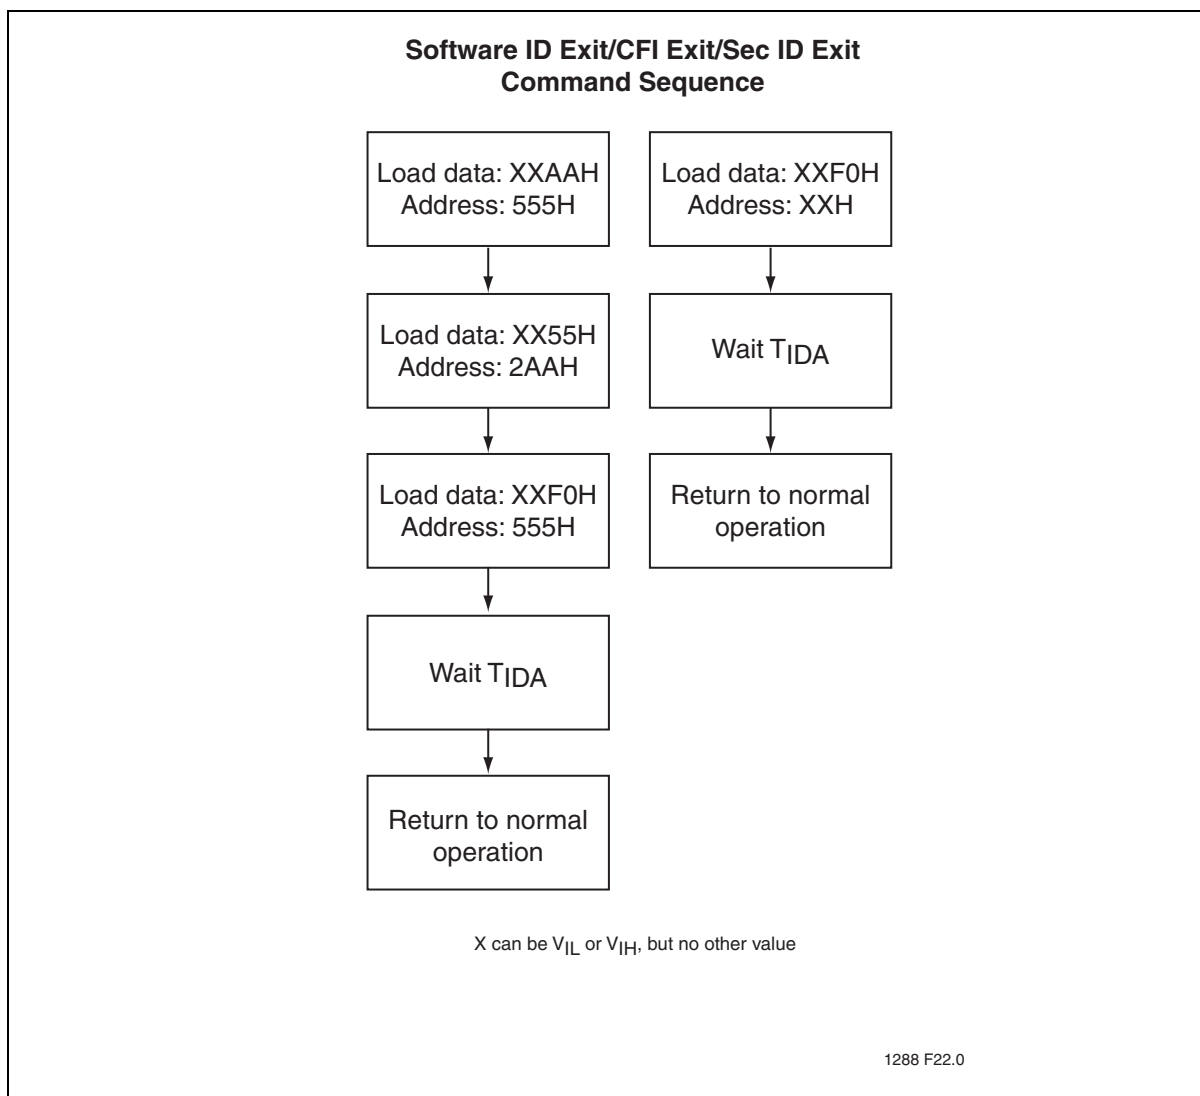 Software ID Exit/CFI Exit/Sec ID Exit
Command Sequence
Load data: XXAAH
Address: 555H
Load data: XX55H
Address: 2AAH
Load data: XXF0H
Address: 555H
Wait TIDA
Return to normal
operation
Load data: XXF0H
Address: XXH
Wait TIDA
Return to normal
operation
X can be VIL or VIH, but no other value
1288 F22.0